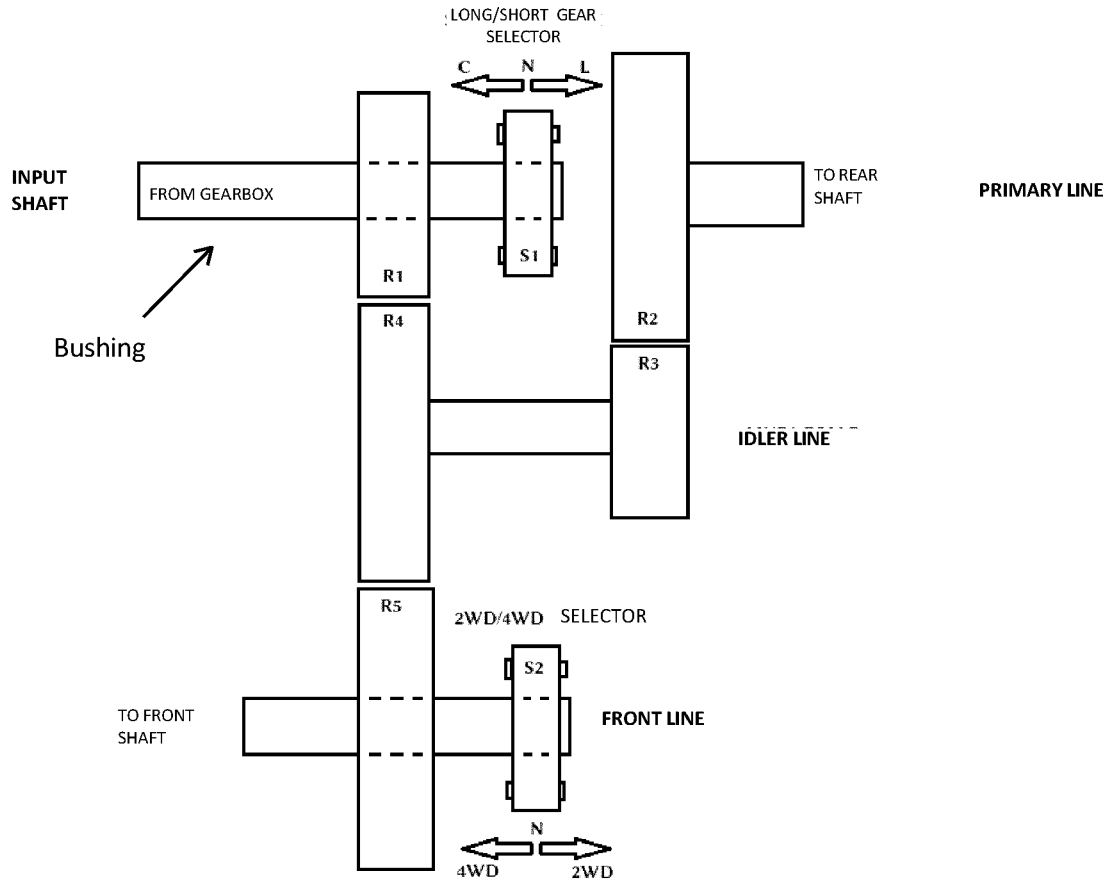 LONG/SHORT GEAR
SELECTOR
C N L
INPUT
SHAFT
FROM GEARBOX
TO REAR
SHAFT
PRIMARY LINE
S1
R1
R4
R2
R3
Bushing
IDLER LINE
R5
2WD/4WD SELECTOR
S2
TO FRONT
SHAFT
FRONT LINE
N
4WD 2WD